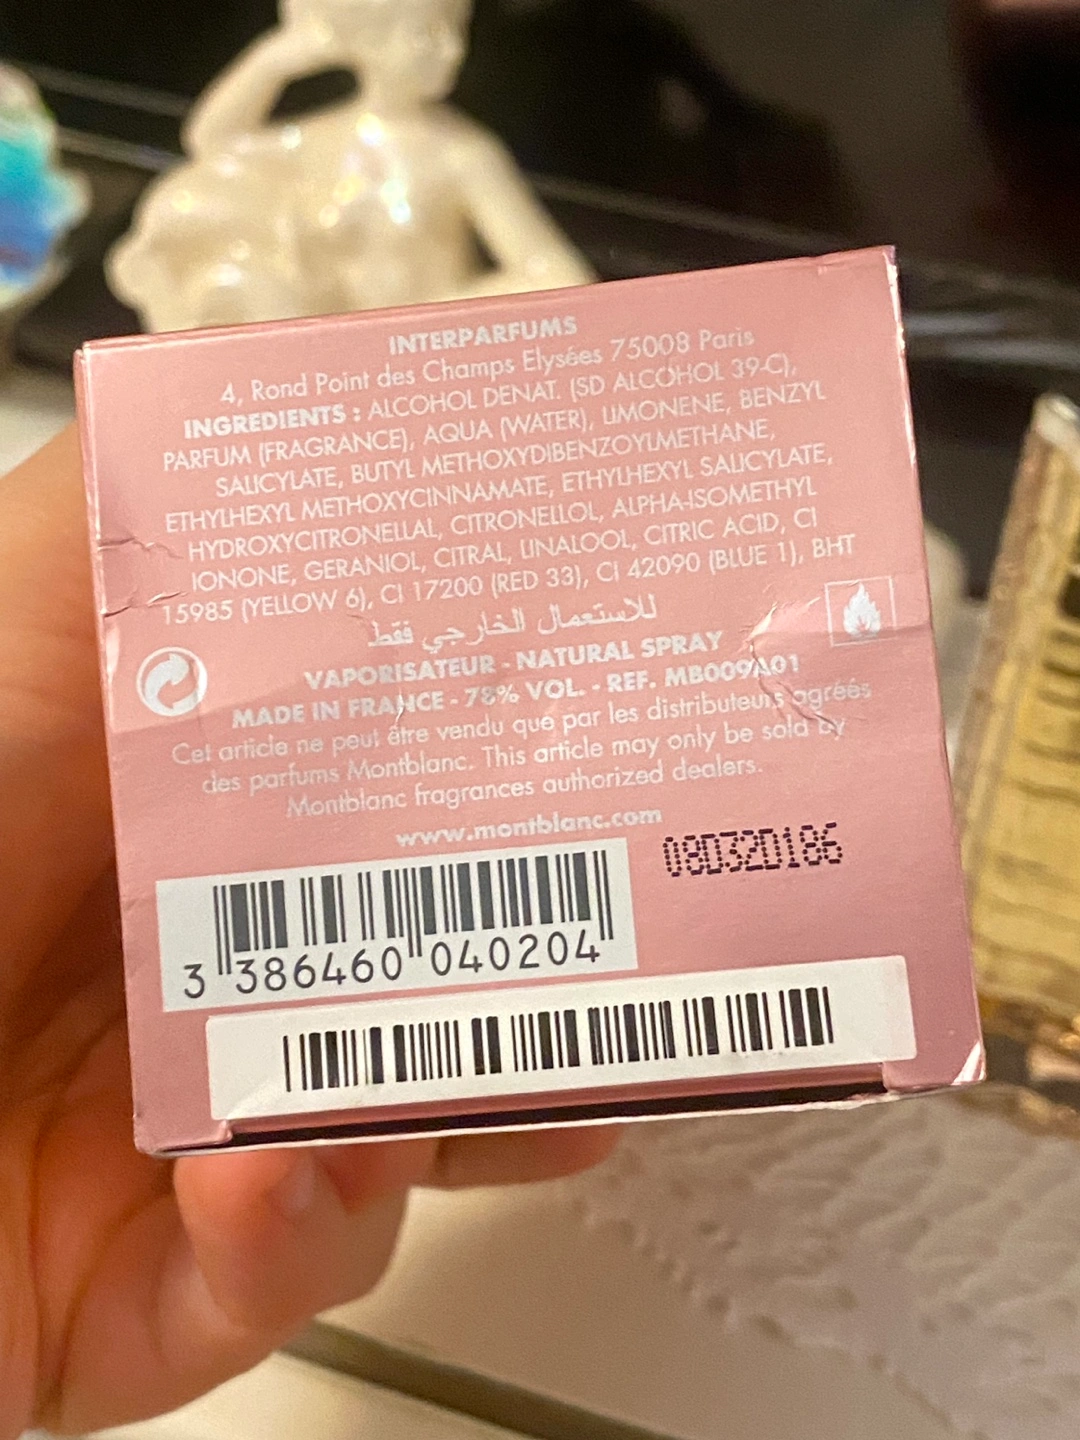 INTERPARFUMS
4, Rond Point des Champs Elysées 75008 Paris
INGREDIENTS : ALCOHOL DENAT. (SD ALCOHOL 39-C),
PARFUM (FRAGRANCE), AQUA (WATER), LIMONENE, BENZYL
SALICYLATE, BUTYL METHOXYDIBENZOYLMETHANE,
ETHYLHEXYL METHOXYCINNAMATE, ETHYLHEXYL SALICYLATE,
HYDROXYCITRONELLAL, CITRONELLOL, ALPHA-ISOMETHYL
IONONE, GERANIOL, CITRAL, LINALOOL, CITRIC ACID, CI
15985 (YELLOW 6), CI 17200 (RED 33), CI 42090 (BLUE 1), BHT
للاستعمال الخارجي فقط
VAPORISATEUR - NATURAL SPRAY
MADE IN FRANCE - 78% VOL. - REF. MB009A01
Cet article ne peut être vendu que par les distributeurs agréés
des parfums Montblanc. This article may only be sold by
Montblanc fragrances authorized dealers.
www.montblanc.com
08D32D186
3 386460 040204